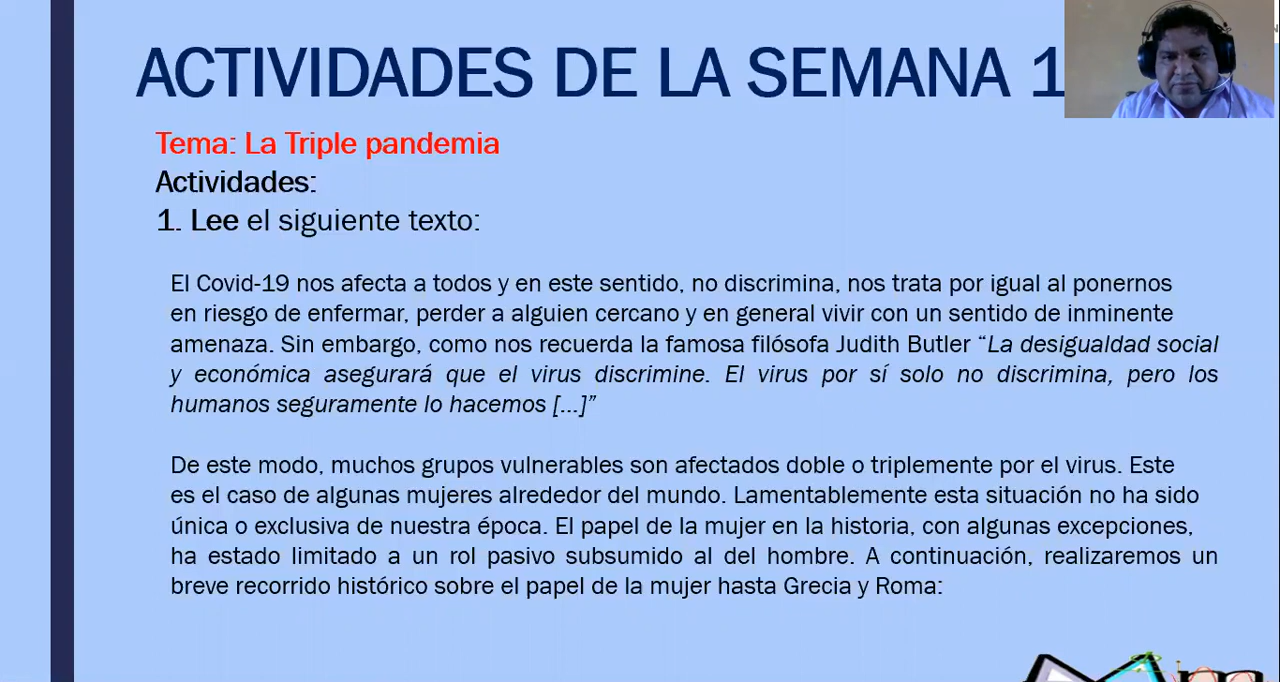 ACTIVIDADES DE LA SEMANA 1
Tema: La Triple pandemia
Actividades:
1. Lee el siguiente texto:
El Covid-19 nos afecta a todos y en este sentido, no discrimina, nos trata por igual al ponernos
en riesgo de enfermar, perder a alguien cercano y en general vivir con un sentido de inminente
amenaza. Sin embargo, como nos recuerda la famosa filósofa Judith Butler “La desigualdad social
y económica asegurará que el virus discrimine. El virus por sí solo no discrimina, pero los
humanos seguramente lo hacemos [...]”
De este modo, muchos grupos vulnerables son afectados doble o triplemente por el virus. Este
es el caso de algunas mujeres alrededor del mundo. Lamentablemente esta situación no ha sido
única o exclusiva de nuestra época. El papel de la mujer en la historia, con algunas excepciones,
ha estado limitado a un rol pasivo subsumido al del hombre. A continuación, realizaremos un
breve recorrido histórico sobre el papel de la mujer hasta Grecia y Roma: